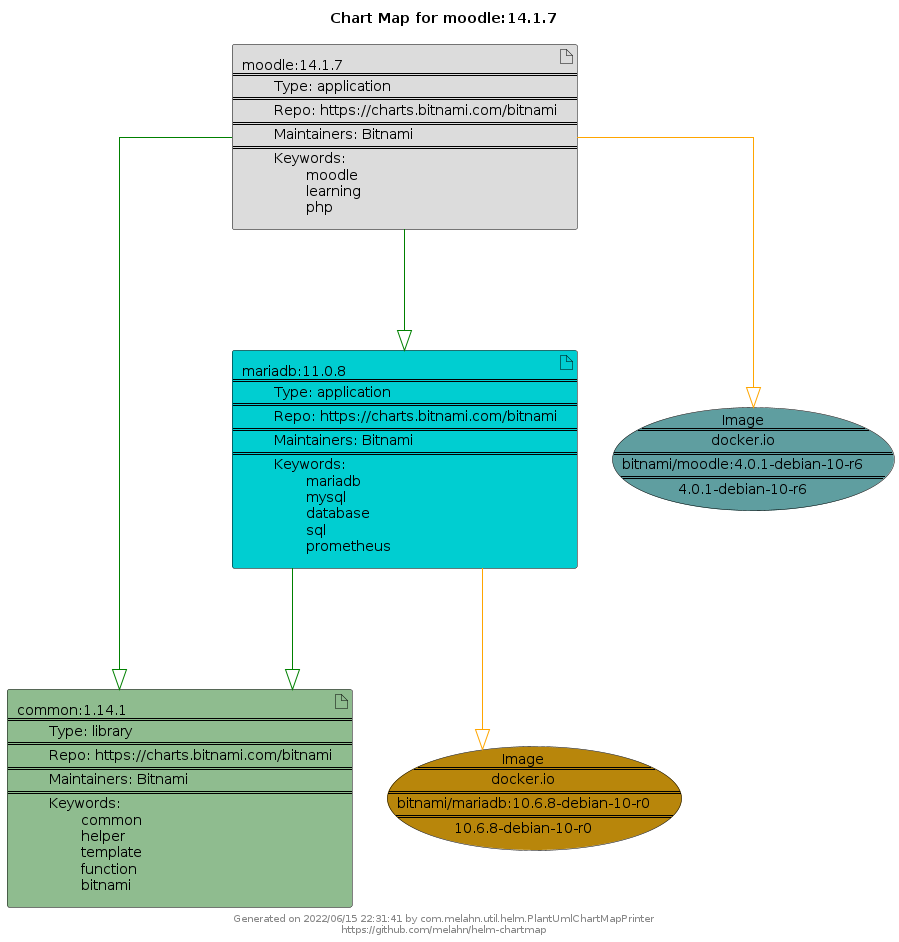 Chart Map for moodle:14.1.7
moodle:14.1.7
Type: application
Repo: https://charts.bitnami.com/bitnami
Maintainers: Bitnami
Keywords:
moodle
learning
php
mariadb:11.0.8
Type: application
Repo: https://charts.bitnami.com/bitnami
Maintainers: Bitnami
Keywords:
mariadb
mysql
database
sql
prometheus
Image
docker.io
bitnami/moodle:4.0.1-debian-10-r6
4.0.1-debian-10-r6
common:1.14.1
Type: library
Repo: https://charts.bitnami.com/bitnami
Maintainers: Bitnami
Keywords:
common
helper
template
function
bitnami
Image
docker.io
bitnami/mariadb:10.6.8-debian-10-r0
10.6.8-debian-10-r0
Generated on 2022/06/15 22:31:41 by com.melahn.util.helm.PlantUmlChartMapPrinter
https://github.com/melahn/helm-chartmap